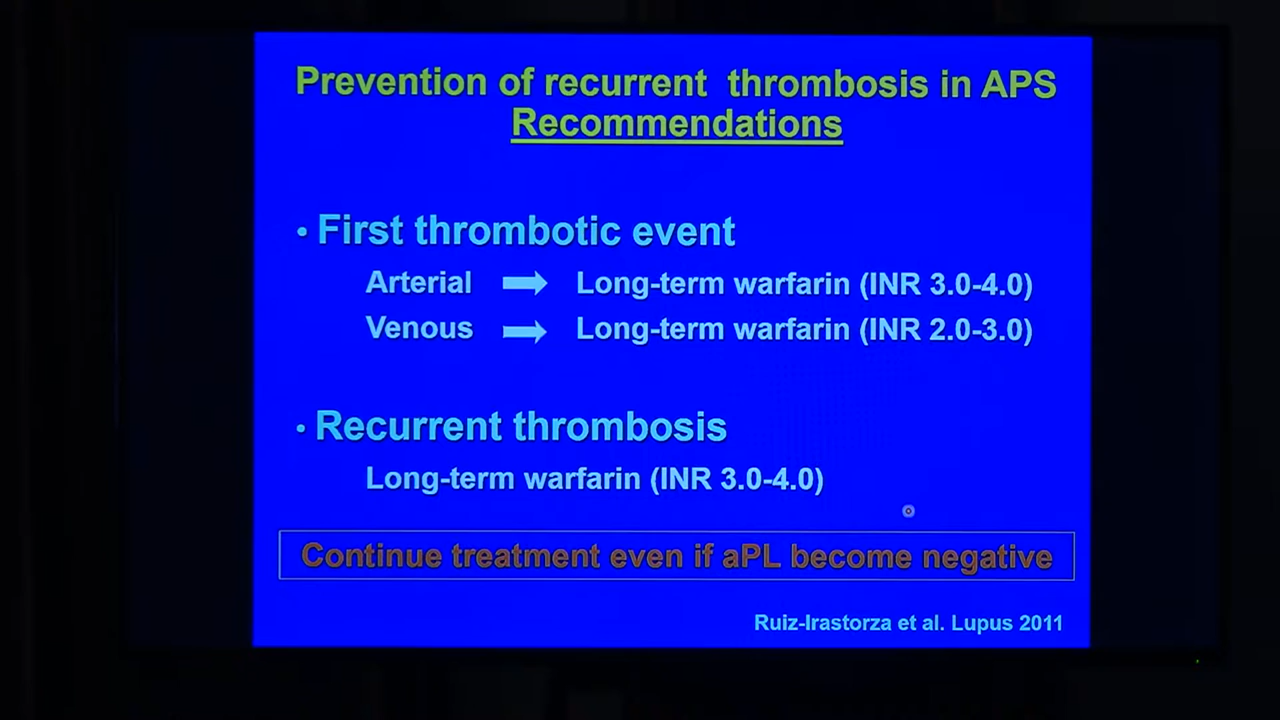 Prevention of recurrent thrombosis in APS
Recommendations
• First thrombotic event
Arterial ➡ Long-term warfarin (INR 3.0-4.0)
Venous ➡ Long-term warfarin (INR 2.0-3.0)
• Recurrent thrombosis
Long-term warfarin (INR 3.0-4.0)
Continue treatment even if aPL become negative
Ruiz-Irastorza et al. Lupus 2011